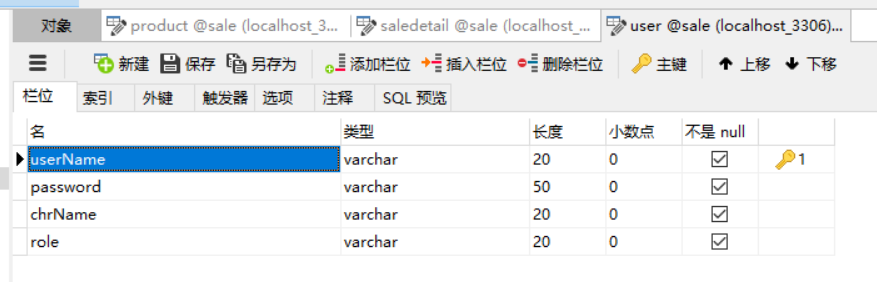 对象 product @sale (localhost_3... saledetail @sale (localhost_... user @sale (localhost_3306)...
新建 保存 另存为 添加栏位 插入栏位 删除栏位 主键 上移 下移
栏位 索引 外键 触发器 选项 注释 SQL 预览
名 类型 长度 小数点 不是 null
userName varchar 20 0 1
password varchar 50 0
chrName varchar 20 0
role varchar 20 0